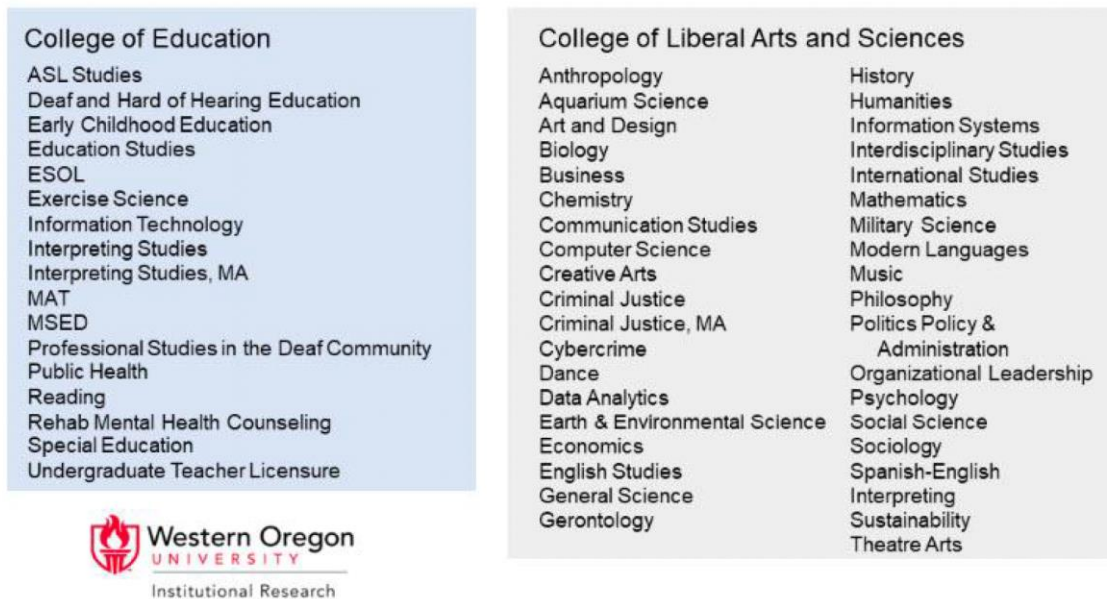 College of Education
ASL Studies
Deaf and Hard of Hearing Education
Early Childhood Education
Education Studies
ESOL
Exercise Science
Information Technology
Interpreting Studies
Interpreting Studies, MA
MAT
MSED
Professional Studies in the Deaf Community
Public Health
Reading
Rehab Mental Health Counseling
Special Education
Undergraduate Teacher Licensure
Western Oregon
UNIVERSITY
Institutional Research
College of Liberal Arts and Sciences
Anthropology
Aquarium Science
Art and Design
Biology
Business
Chemistry
Communication Studies
Computer Science
Creative Arts
Criminal Justice
Criminal Justice, MA
Cybercrime
Dance
Data Analytics
Earth & Environmental Science
Economics
English Studies
General Science
Gerontology
History
Humanities
Information Systems
Interdisciplinary Studies
International Studies
Mathematics
Military Science
Modern Languages
Music
Philosophy
Politics Policy &
Administration
Organizational Leadership
Psychology
Social Science
Sociology
Spanish-English
Interpreting
Sustainability
Theatre Arts